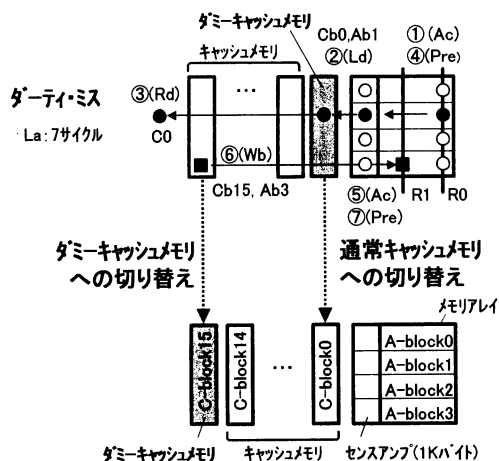 ダミーキャッシュメモリ
Cb0,Ab1
①(Ac)
キャッシュメモリ
②(Ld)
④(Pre)
ダーティ・ミス
③(Rd)
…
La:7サイクル
C0
⑥(Wb)
⑤(Ac)
R1
R0
Cb15, Ab3
⑦(Pre)
ダミーキャッシュメモリ
への切り替え
通常キャッシュメモリ
への切り替え
メモリアレイ
C-block15
C-block14
…
C-block0
A-block0
A-block1
A-block2
A-block3
ダミーキャッシュメモリ
キャッシュメモリ
センスアンプ(1Kバイト)